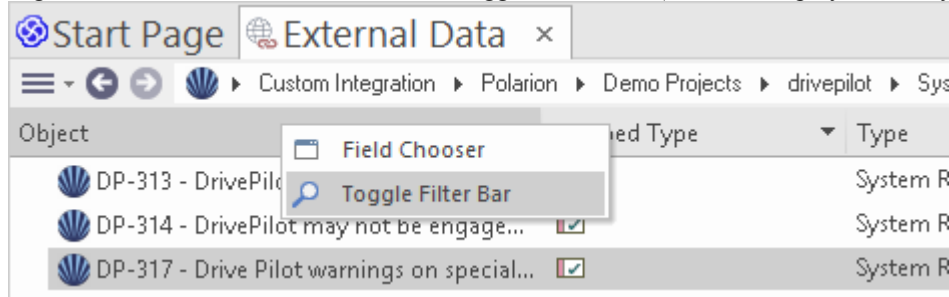 Start Page External Data ×
Custom Integration Polarion Demo Projects drivepilot
Object Type Type
Field Chooser
Toggle Filter Bar
DP-313 - System
DP-314 - DrivePilot may not be engage... System
DP-317 - Drive Pilot warnings on special... System